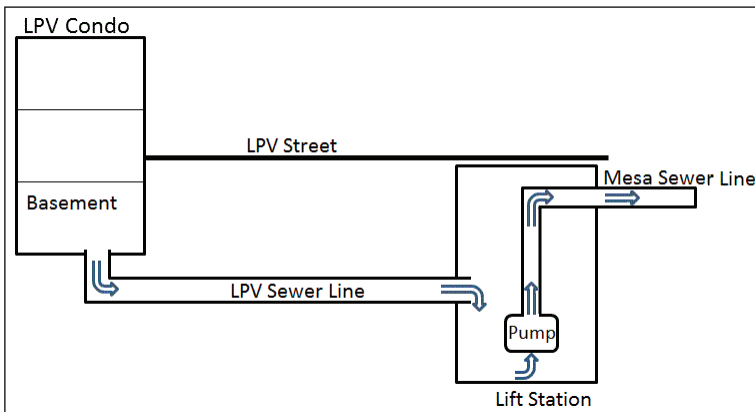 LPV Condo
LPV Street
Mesa Sewer Line
Basement
LPV Sewer Line
Pump
Lift Station